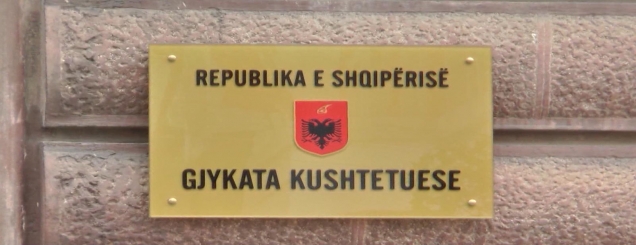 REPUBLIKA E SHQIPËRISË
GJYKATA KUSHTETUESE